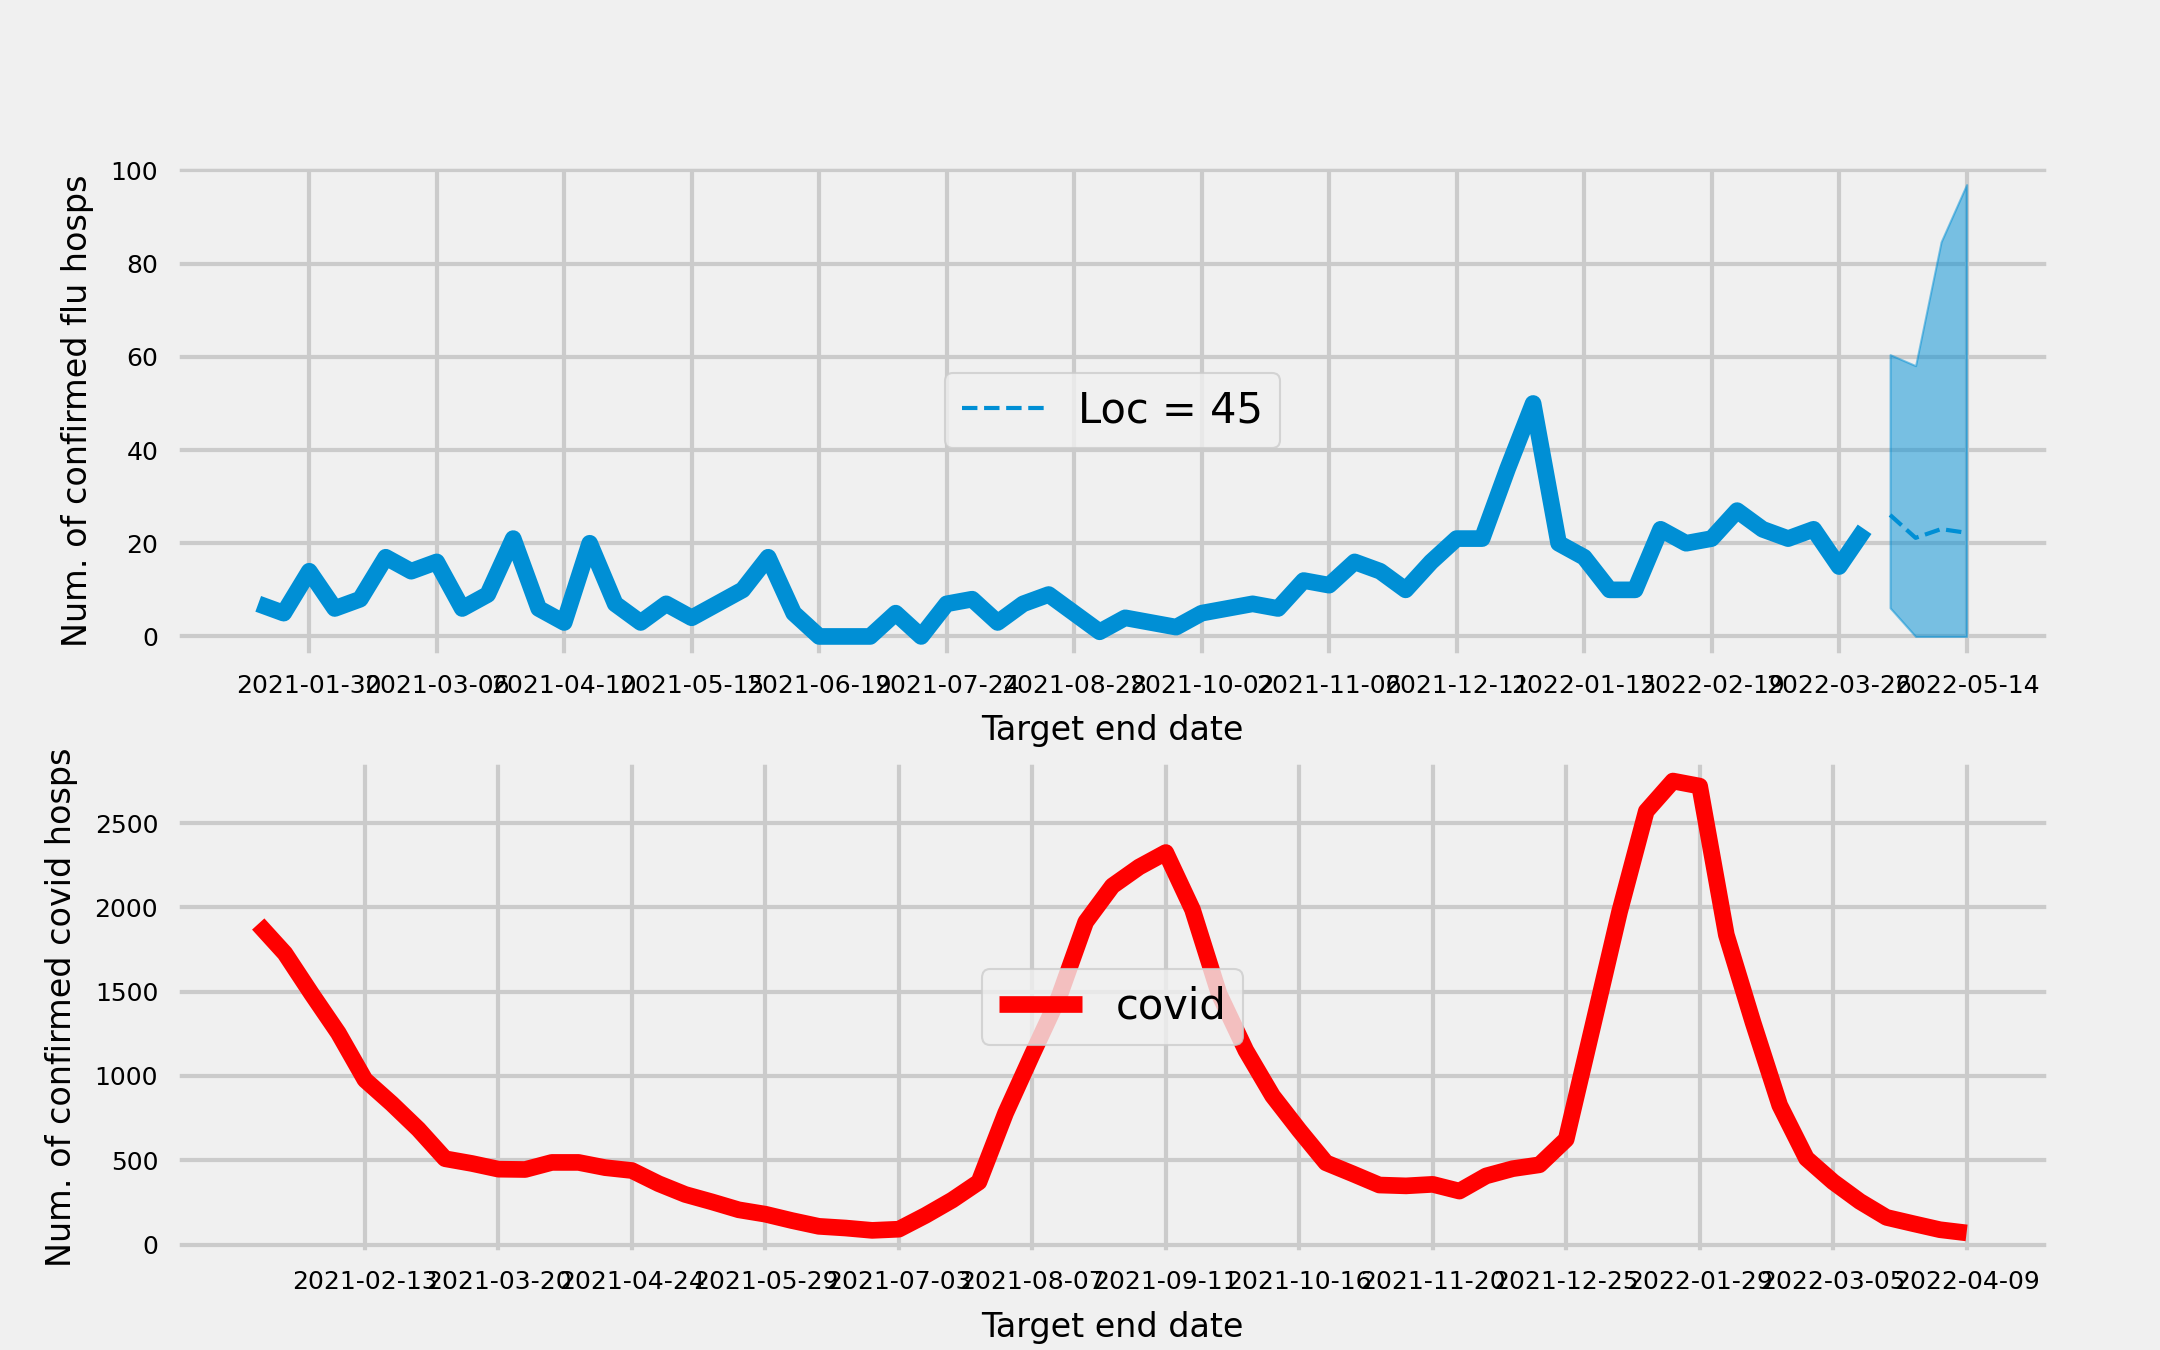 Num. of confirmed flu hosps
100
80
60
40
20
0
Loc = 45
2021-01-30 2021-03-06 2021-04-10 2021-05-15 2021-06-19 2021-07-24 2021-08-28 2021-10-02 2021-11-06 2021-12-11 2022-01-15 2022-02-19 2022-03-26 2022-05-14
Target end date
Num. of confirmed covid hosps
2500
2000
1500
1000
500
0
covid
2021-02-13 2021-03-20 2021-04-24 2021-05-29 2021-07-03 2021-08-07 2021-09-11 2021-10-16 2021-11-20 2021-12-25 2022-01-29 2022-03-05 2022-04-09
Target end date